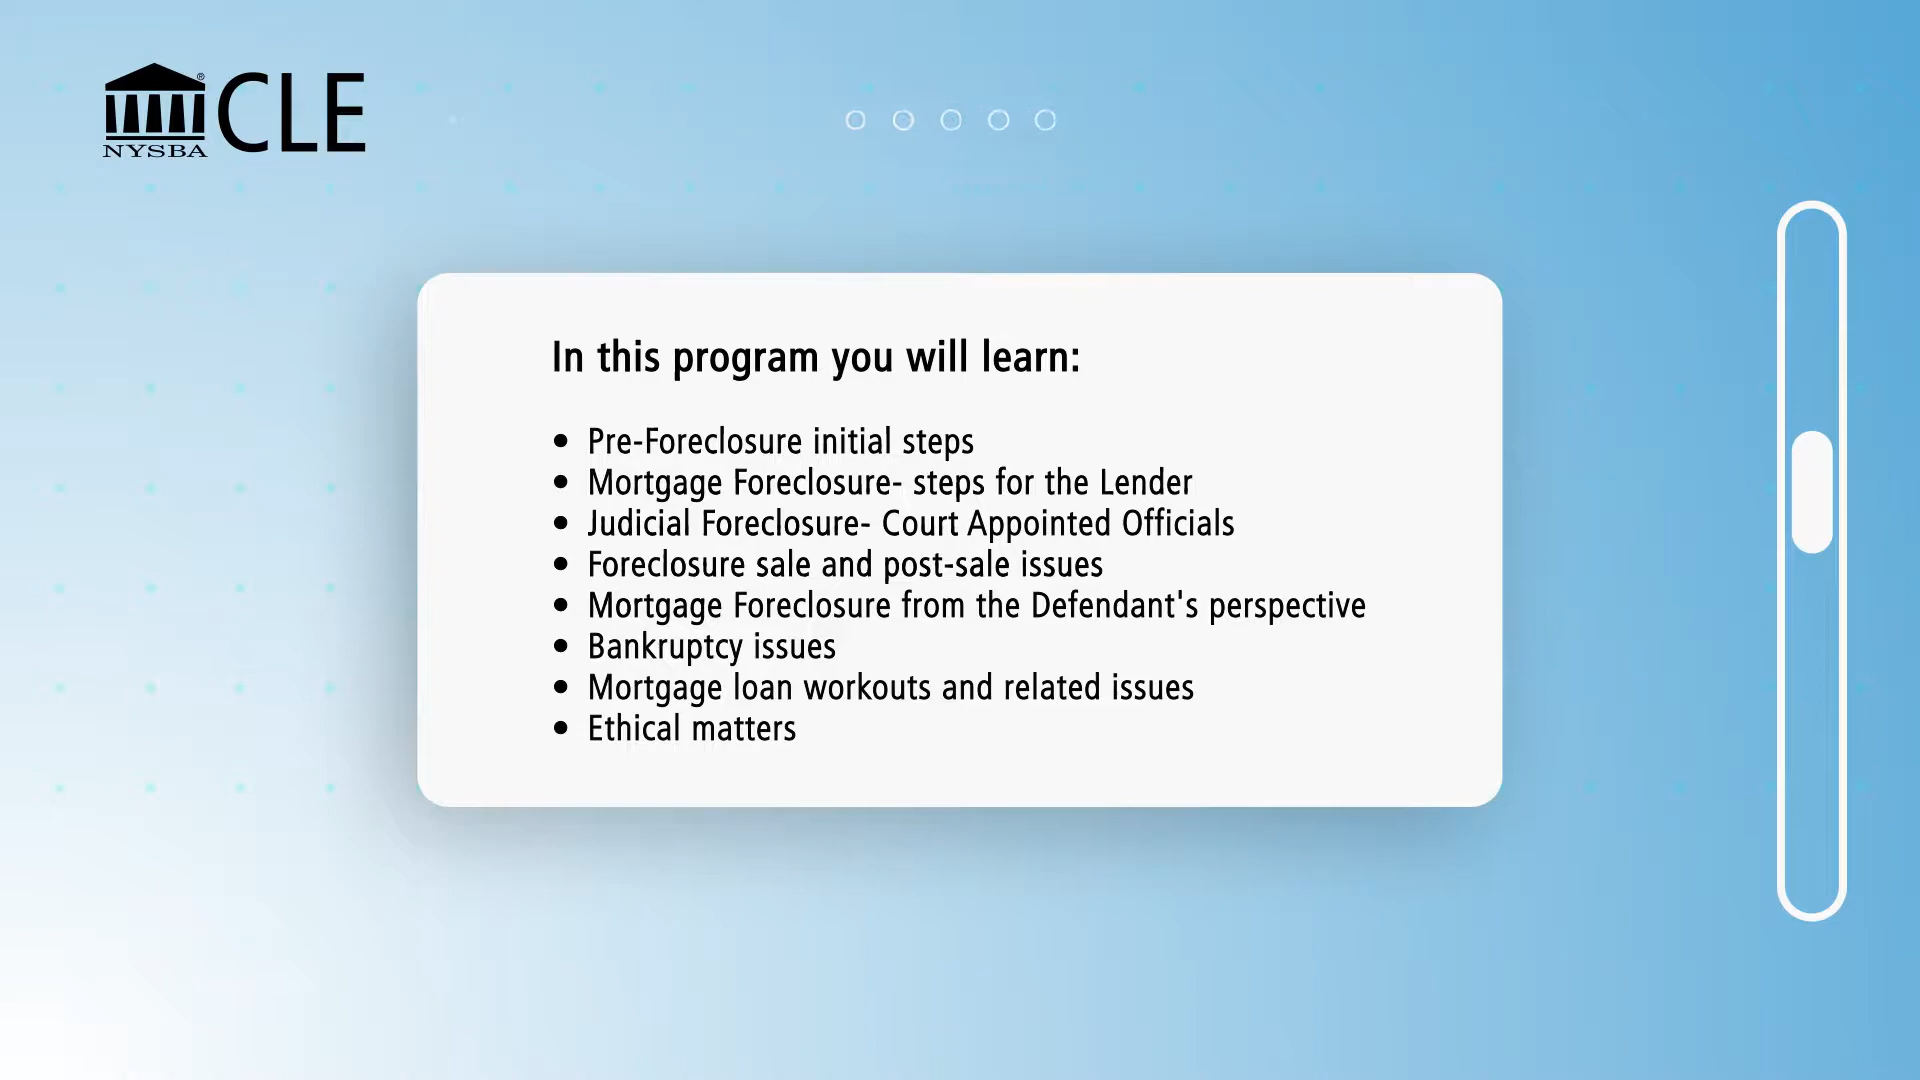 ® CLE
NYSBA
In this program you will learn:
• Pre-Foreclosure initial steps
• Mortgage Foreclosure- steps for the Lender
• Judicial Foreclosure- Court Appointed Officials
• Foreclosure sale and post-sale issues
• Mortgage Foreclosure from the Defendant's perspective
• Bankruptcy issues
• Mortgage loan workouts and related issues
• Ethical matters